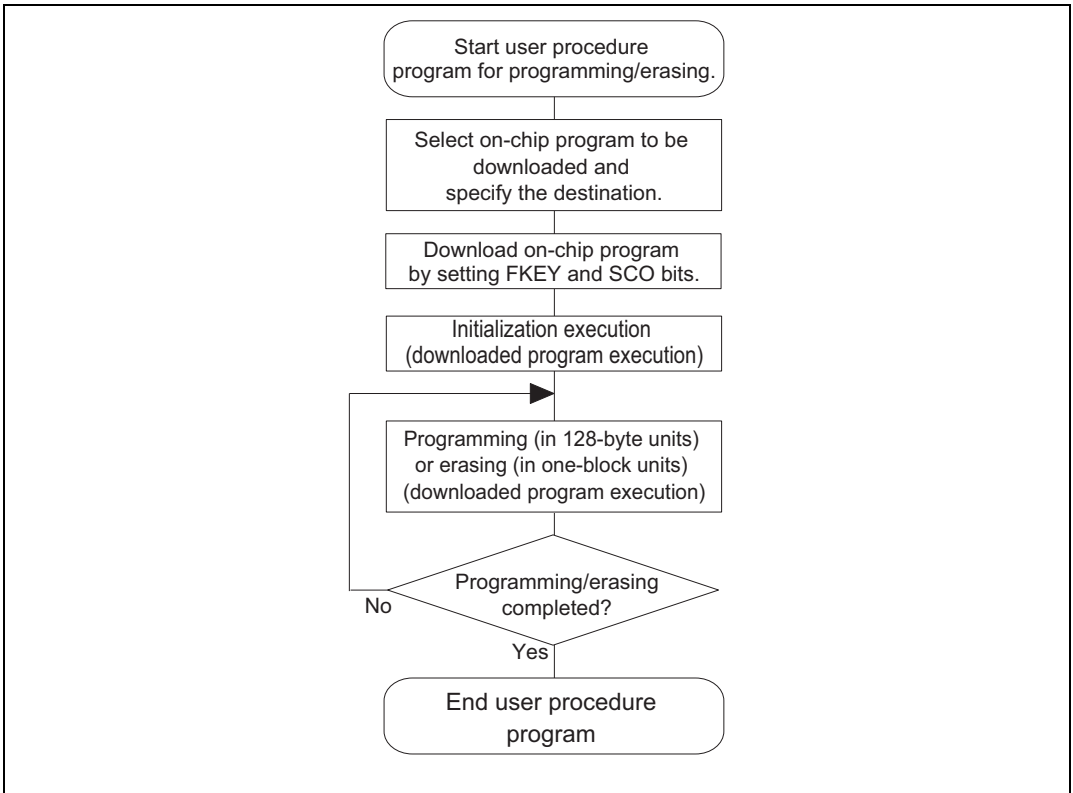 Start user procedure
program for programming/erasing.
Select on-chip program to be
downloaded and
specify the destination.
Download on-chip program
by setting FKEY and SCO bits.
Initialization execution
(downloaded program execution)
Programming (in 128-byte units)
or erasing (in one-block units)
(downloaded program execution)
Programming/erasing
completed?
No
Yes
End user procedure
program